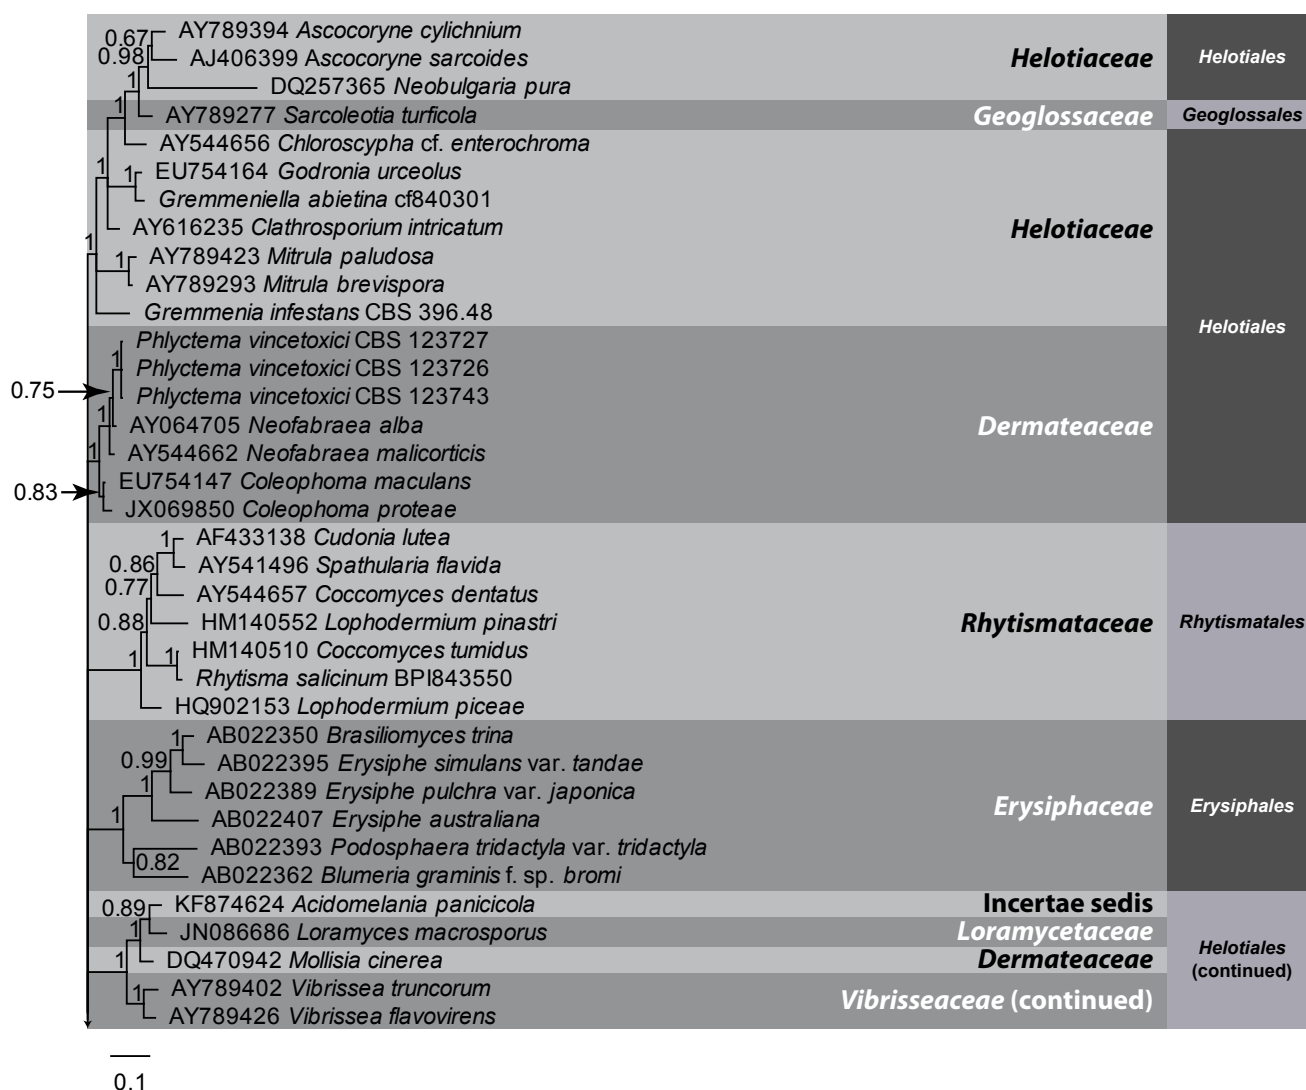 0.67
AY789394 Ascocoryne cylichnium
0.98
AJ406399 Ascocoryne sarcoides
Helotiaceae
Helotiales
1
DQ257365 Neobulgaria pura
1
AY789277 Sarcoleotia turficola
Geoglossaceae
Geoglossales
AY544656 Chloroscypha cf. enterochroma
1
1
EU754164 Godronia urceolus
Gremmeniella abietina cf840301
AY616235 Clathrosporium intricatum
Helotiaceae
1
1
AY789423 Mitrula paludosa
AY789293 Mitrula brevispora
Gremmenia infestans CBS 396.48
Helotiales
Phlyctema vincetoxici CBS 123727
1
Phlyctema vincetoxici CBS 123726
0.75
Phlyctema vincetoxici CBS 123743
1
AY064705 Neofabraea alba
Dermateaceae
1
AY544662 Neofabraea malicorticis
EU754147 Coleophoma maculans
0.83
JX069850 Coleophoma proteae
1
AF433138 Cudonia lutea
0.86
AY541496 Spathularia flavida
0.77
AY544657 Coccomyces dentatus
0.88
HM140552 Lophodermium pinastri
Rhytismataceae
Rhytismatales
1
1
HM140510 Coccomyces tumidus
Rhytisma salicinum BPI843550
HQ902153 Lophodermium piceae
1
AB022350 Brasiliomyces trina
0.99
AB022395 Erysiphe simulans var. tandae
1
AB022389 Erysiphe pulchra var. japonica
1
AB022407 Erysiphe australiana
Erysiphaceae
Erysiphales
AB022393 Podosphaera tridactyla var. tridactyla
0.82
AB022362 Blumeria graminis f. sp. bromi
0.89
KF874624 Acidomelania panicicola
Incertae sedis
1
JN086686 Loramyces macrosporus
Loramycetaceae
1
DQ470942 Mollisia cinerea
Dermateaceae
Helotiales
(continued)
1
AY789402 Vibrissea truncorum
Vibrisseaceae (continued)
AY789426 Vibrissea flavovirens
0.1